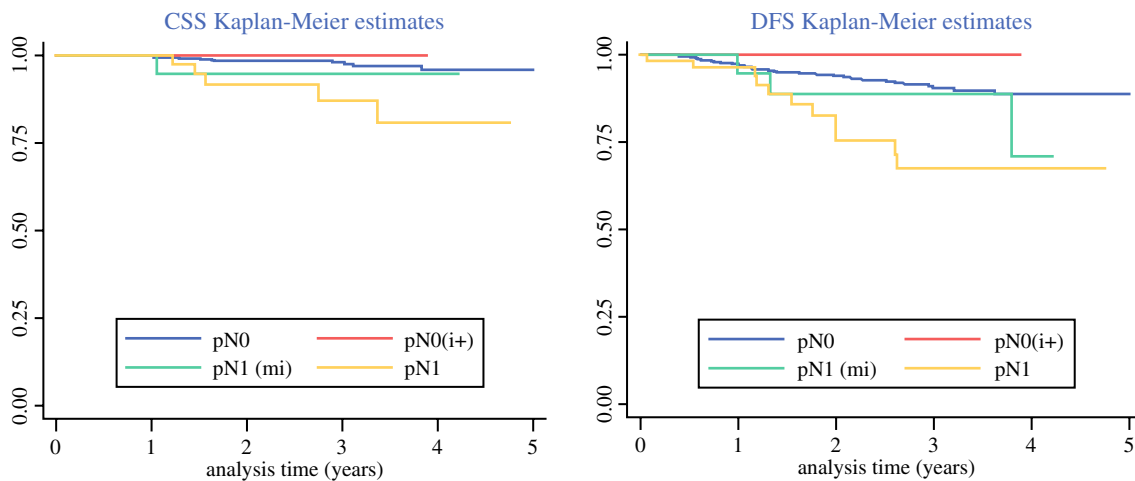 CSS Kaplan-Meier estimates
1.00
0.75
0.50
0.25
0.00
pN0
pN0(i+)
pN1 (mi)
pN1
0 1 2 3 4 5
analysis time (years)
DFS Kaplan-Meier estimates
1.00
0.75
0.50
0.25
0.00
pN0
pN0(i+)
pN1 (mi)
pN1
0 1 2 3 4 5
analysis time (years)